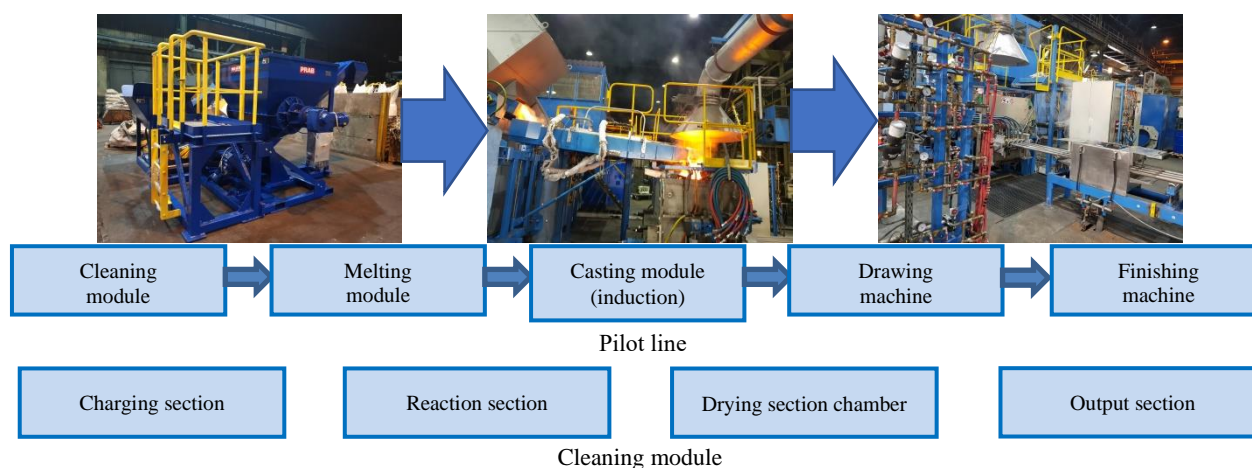 PRAB
Cleaning
module
Melting
module
Casting module
(induction)
Drawing
machine
Finishing
machine
Pilot line
Charging section
Reaction section
Drying section chamber
Output section
Cleaning module